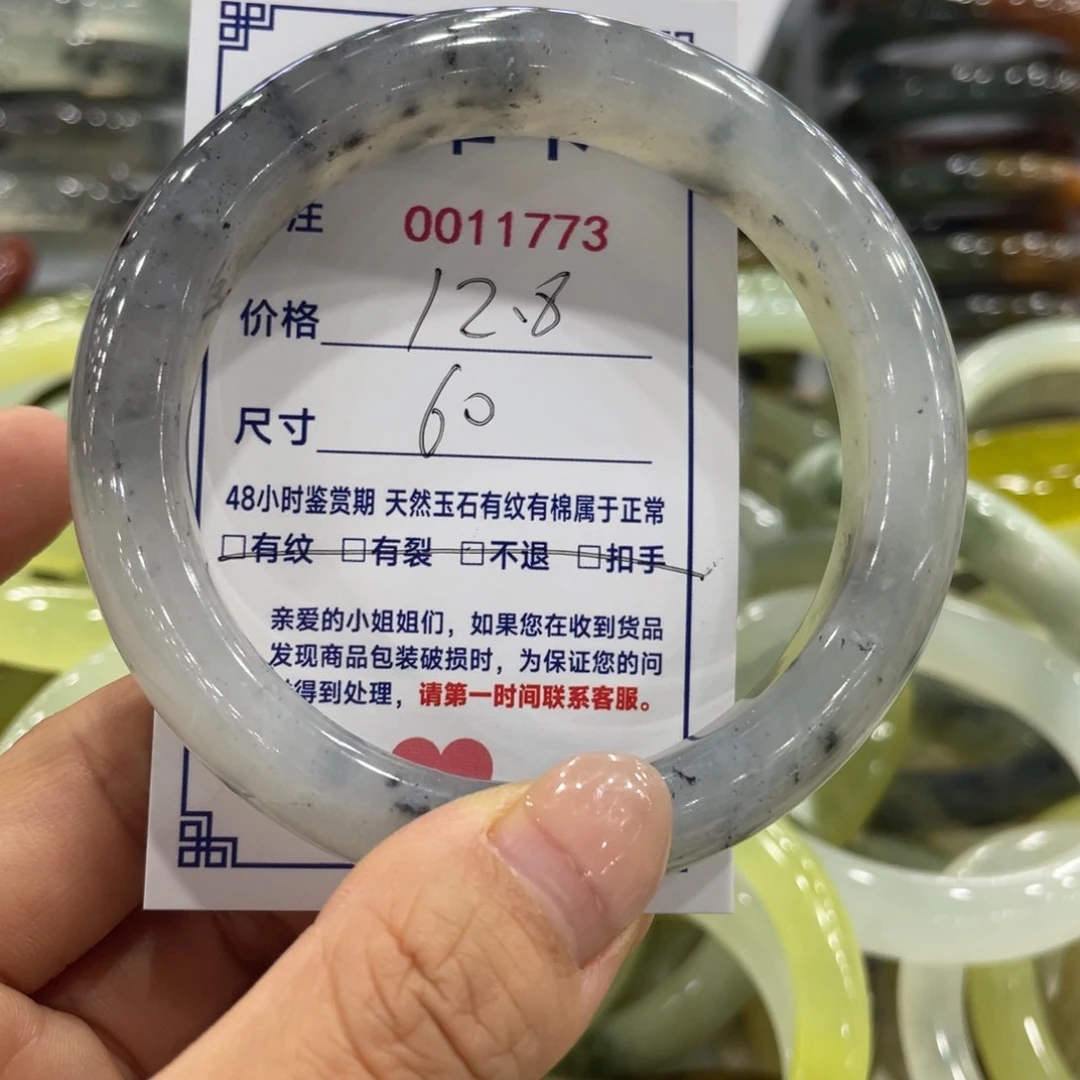 注 0011773
价格 12.8
尺寸 60
48小时鉴赏期 天然玉石有纹有棉属于正常
□有纹 □有裂 □不退 □扣手
亲爱的小姐姐们，如果您在收到货品
发现商品包装破损时，为保证您的问
得到处理，请第一时间联系客服。